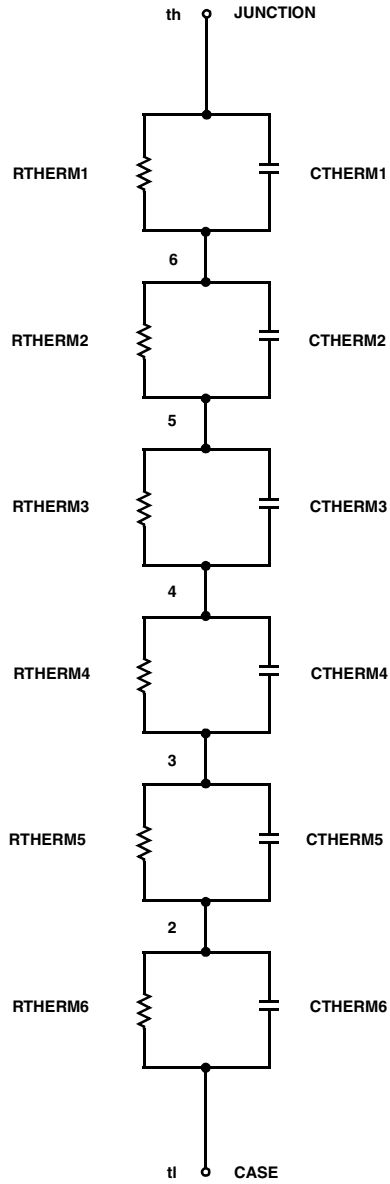 th JUNCTION
RTHERM1 CTHERM1
6
RTHERM2 CTHERM2
5
RTHERM3 CTHERM3
4
RTHERM4 CTHERM4
3
RTHERM5 CTHERM5
2
RTHERM6 CTHERM6
tl CASE